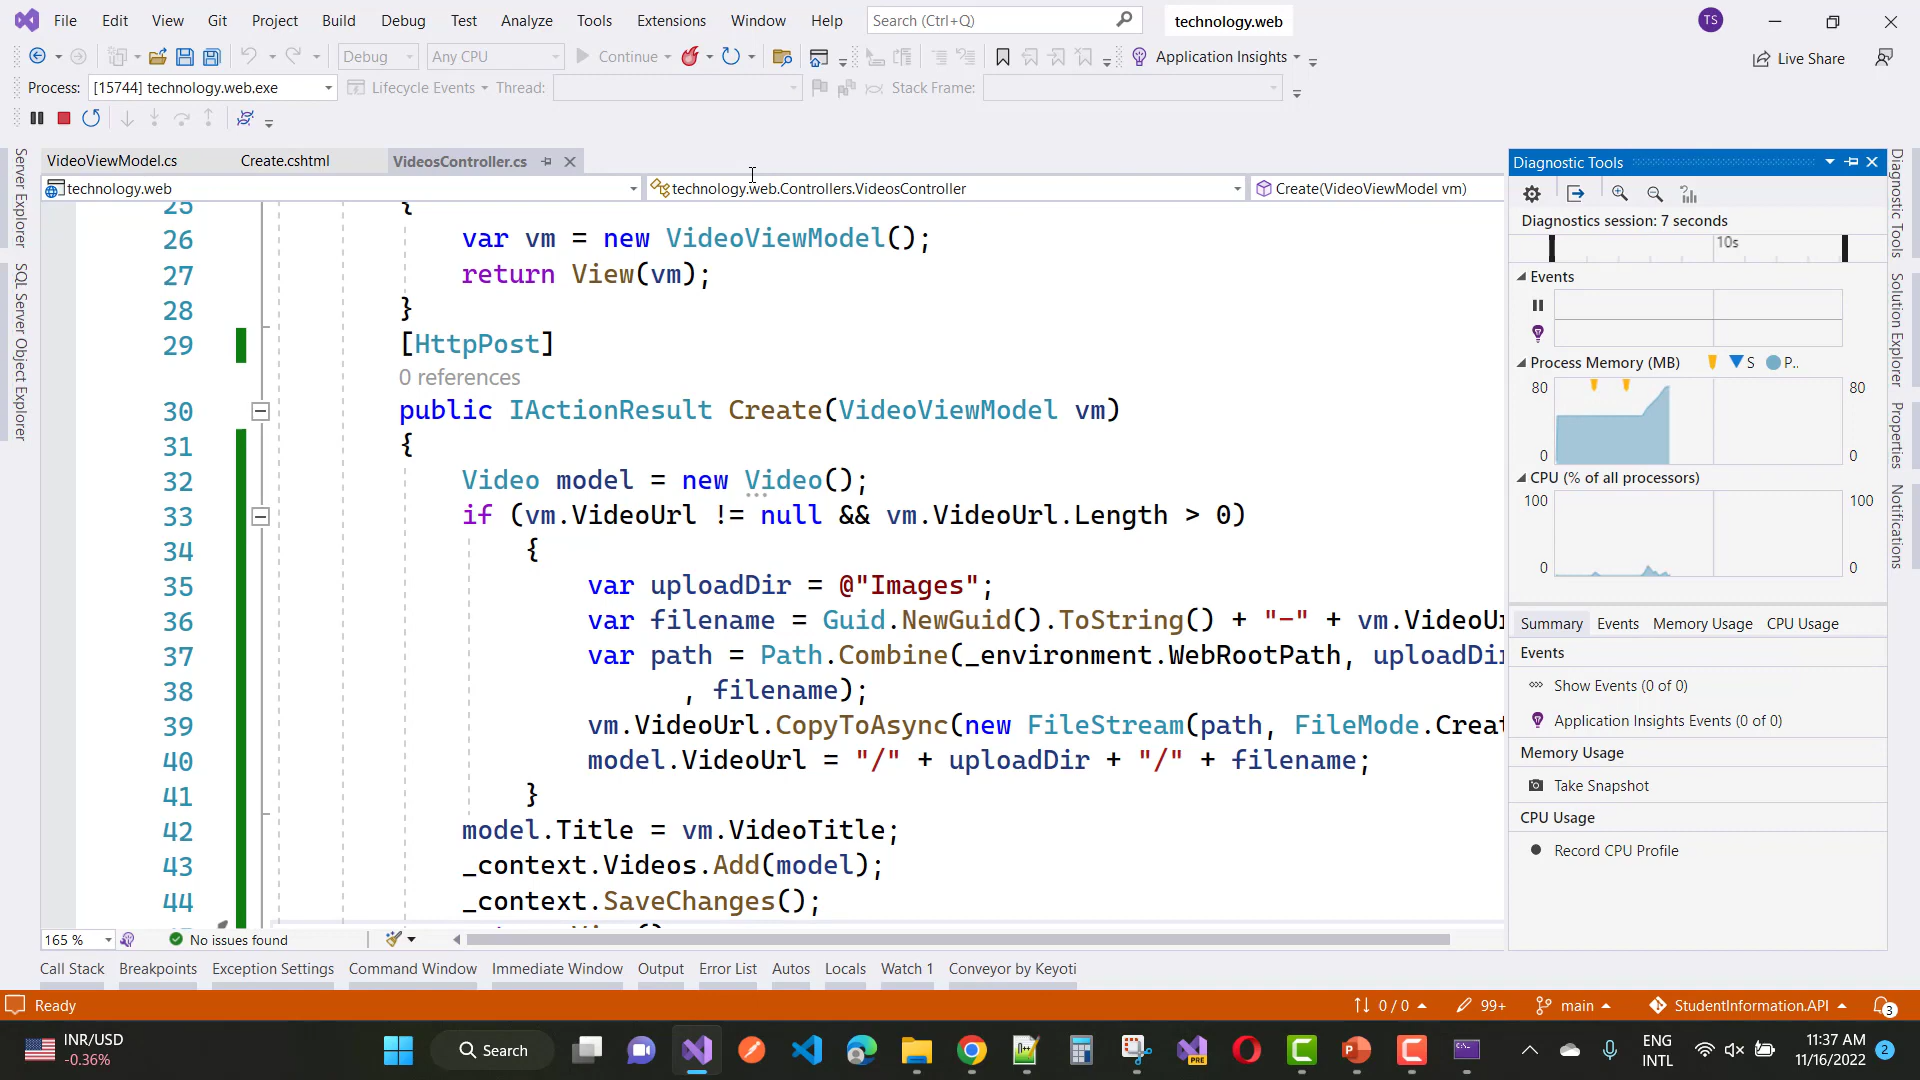 File Edit View Git Project Build Debug Test Analyze Tools Extensions Window Help Search (Ctrl+Q) technology.web TS
Debug Any CPU Continue Application Insights Live Share
Process: [15744] technology.web.exe Lifecycle Events Thread: Stack Frame:
VideoViewModel.cs Create.cshtml VideosController.cs
technology.web technology.web.Controllers.VideosController Create(VideoViewModel vm)
25 {
26 var vm = new VideoViewModel();
27 return View(vm);
28 }
29 [HttpPost]
0 references
30 public IActionResult Create(VideoViewModel vm)
31 {
32 Video model = new Video();
33 if (vm.VideoUrl != null && vm.VideoUrl.Length > 0)
34 {
35 var uploadDir = @"Images";
36 var filename = Guid.NewGuid().ToString() + "-" + vm.VideoU
37 var path = Path.Combine(_environment.WebRootPath, uploadDi
38 , filename);
39 vm.VideoUrl.CopyToAsync(new FileStream(path, FileMode.Creat
40 model.VideoUrl = "/" + uploadDir + "/" + filename;
41 }
42 model.Title = vm.VideoTitle;
43 _context.Videos.Add(model);
44 _context.SaveChanges();
165 % No issues found
Server Explorer
SQL Server Object Explorer
Diagnostic Tools
Diagnostics session: 7 seconds
10s
Events
Process Memory (MB) S P..
80 80
0 0
CPU (% of all processors)
100 100
0 0
Summary Events Memory Usage CPU Usage
Events
Show Events (0 of 0)
Application Insights Events (0 of 0)
Memory Usage
Take Snapshot
CPU Usage
Record CPU Profile
Diagnostic Tools
Solution Explorer
Properties
Notifications
Call Stack Breakpoints Exception Settings Command Window Immediate Window Output Error List Autos Locals Watch 1 Conveyor by Keyoti
Ready 0 / 0 99+ main StudentInformation.API 3
INR/USD
-0.36%
Search
PRE
ENG
INTL
11:37 AM
11/16/2022
2